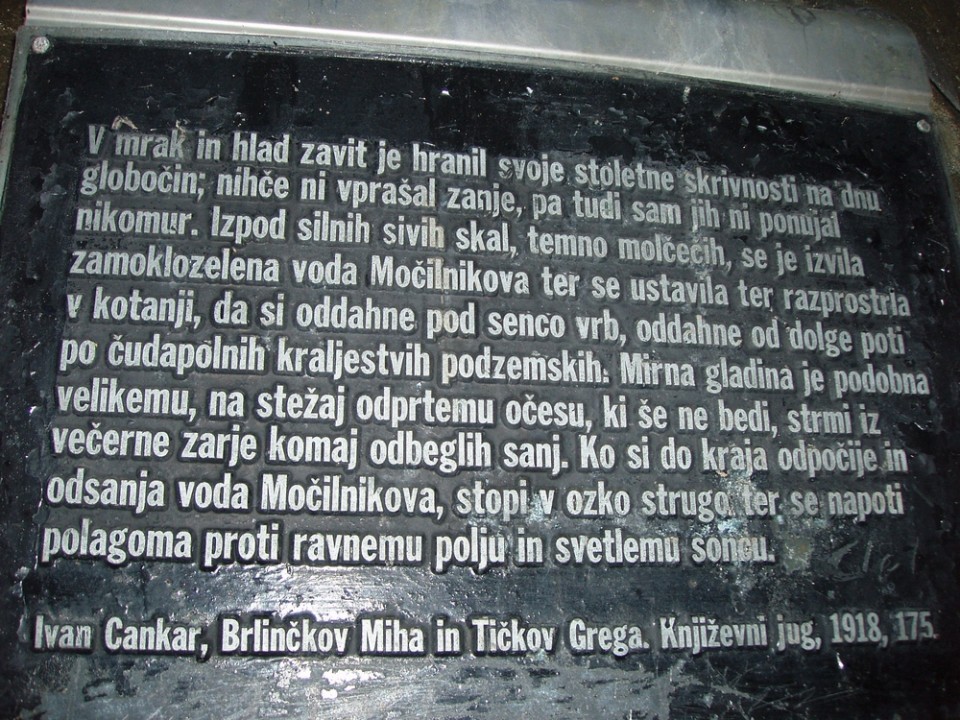 V mrak in hlad zavit je hranil svoje stoletne skrivnosti na dnu
globočin; nihče ni vprašal zanje, pa tudi sam jih ni ponujal
nikomur. Izpod silnih sivih skal, temno molčečih, se je izvila
zamoklozelena voda Močilnikova ter se ustavila ter razprostrla
v kotanji, da si oddahne pod senco vrb, oddahne od dolge poti
po čudapolnih kraljestvih podzemskih. Mirna gladina je podobna
velikemu, na stežaj odprtemu očesu, ki še ne bedi, strmi iz
večerne zarje komaj odbeglih sanj. Ko si do kraja odpočije in
odsanja voda Močilnikova, stopi v ozko strugo ter se napoti
polagoma proti ravnemu polju in svetlemu soncu.
Ivan Cankar, Brlinčkov Miha in Tičkov Grega. Književni jug, 1918, 175.